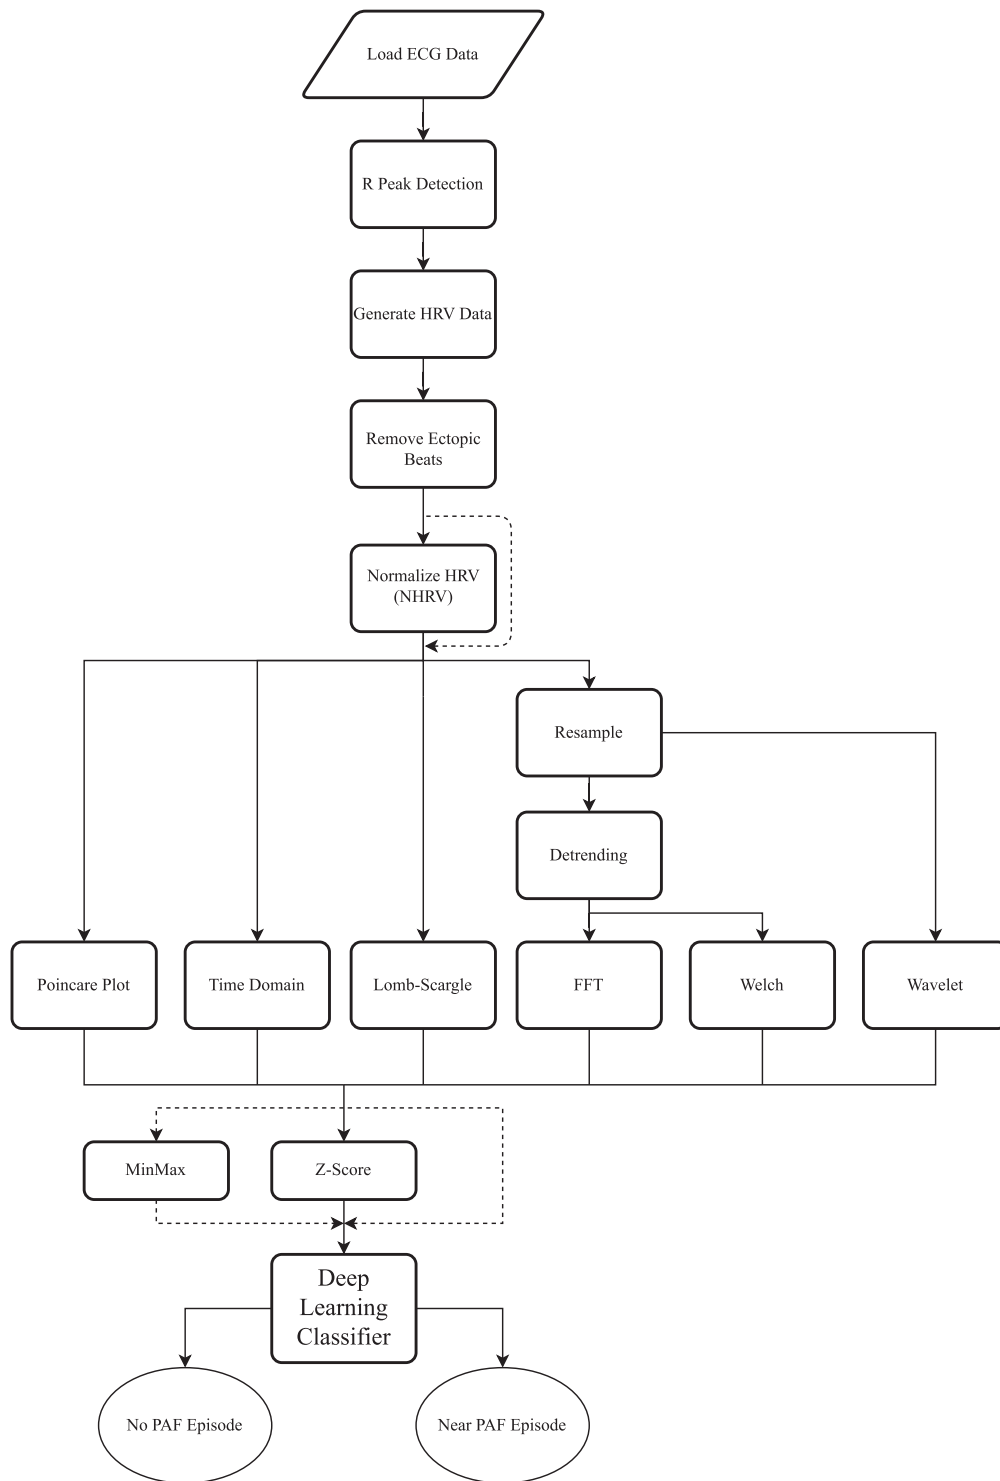 Load ECG Data
R Peak Detection
Generate HRV Data
Remove Ectopic
Beats
Normalize HRV
(NHRV)
Resample
Detrending
Poincare Plot
Time Domain
Lomb-Scargle
FFT
Welch
Wavelet
MinMax
Z-Score
Deep
Learning
Classifier
No PAF Episode
Near PAF Episode